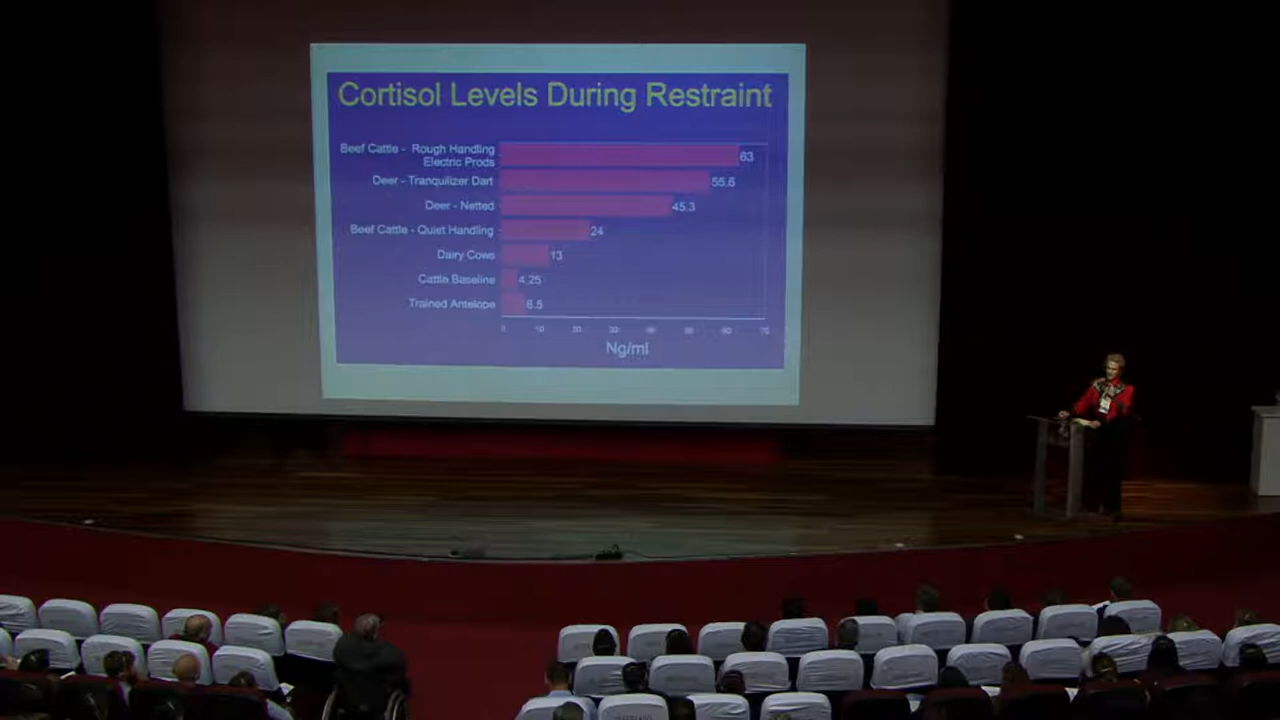 Cortisol Levels During Restraint
Beef Cattle - Rough Handling
Electric Prods
63
Deer - Tranquilizer Dart
55.6
Deer - Netted
45.3
Beef Cattle - Quiet Handling
24
Dairy Cows
13
Cattle Baseline
4.25
Trained Antelope
6.5
0 10 20 30 40 50 60 70
Ng/ml